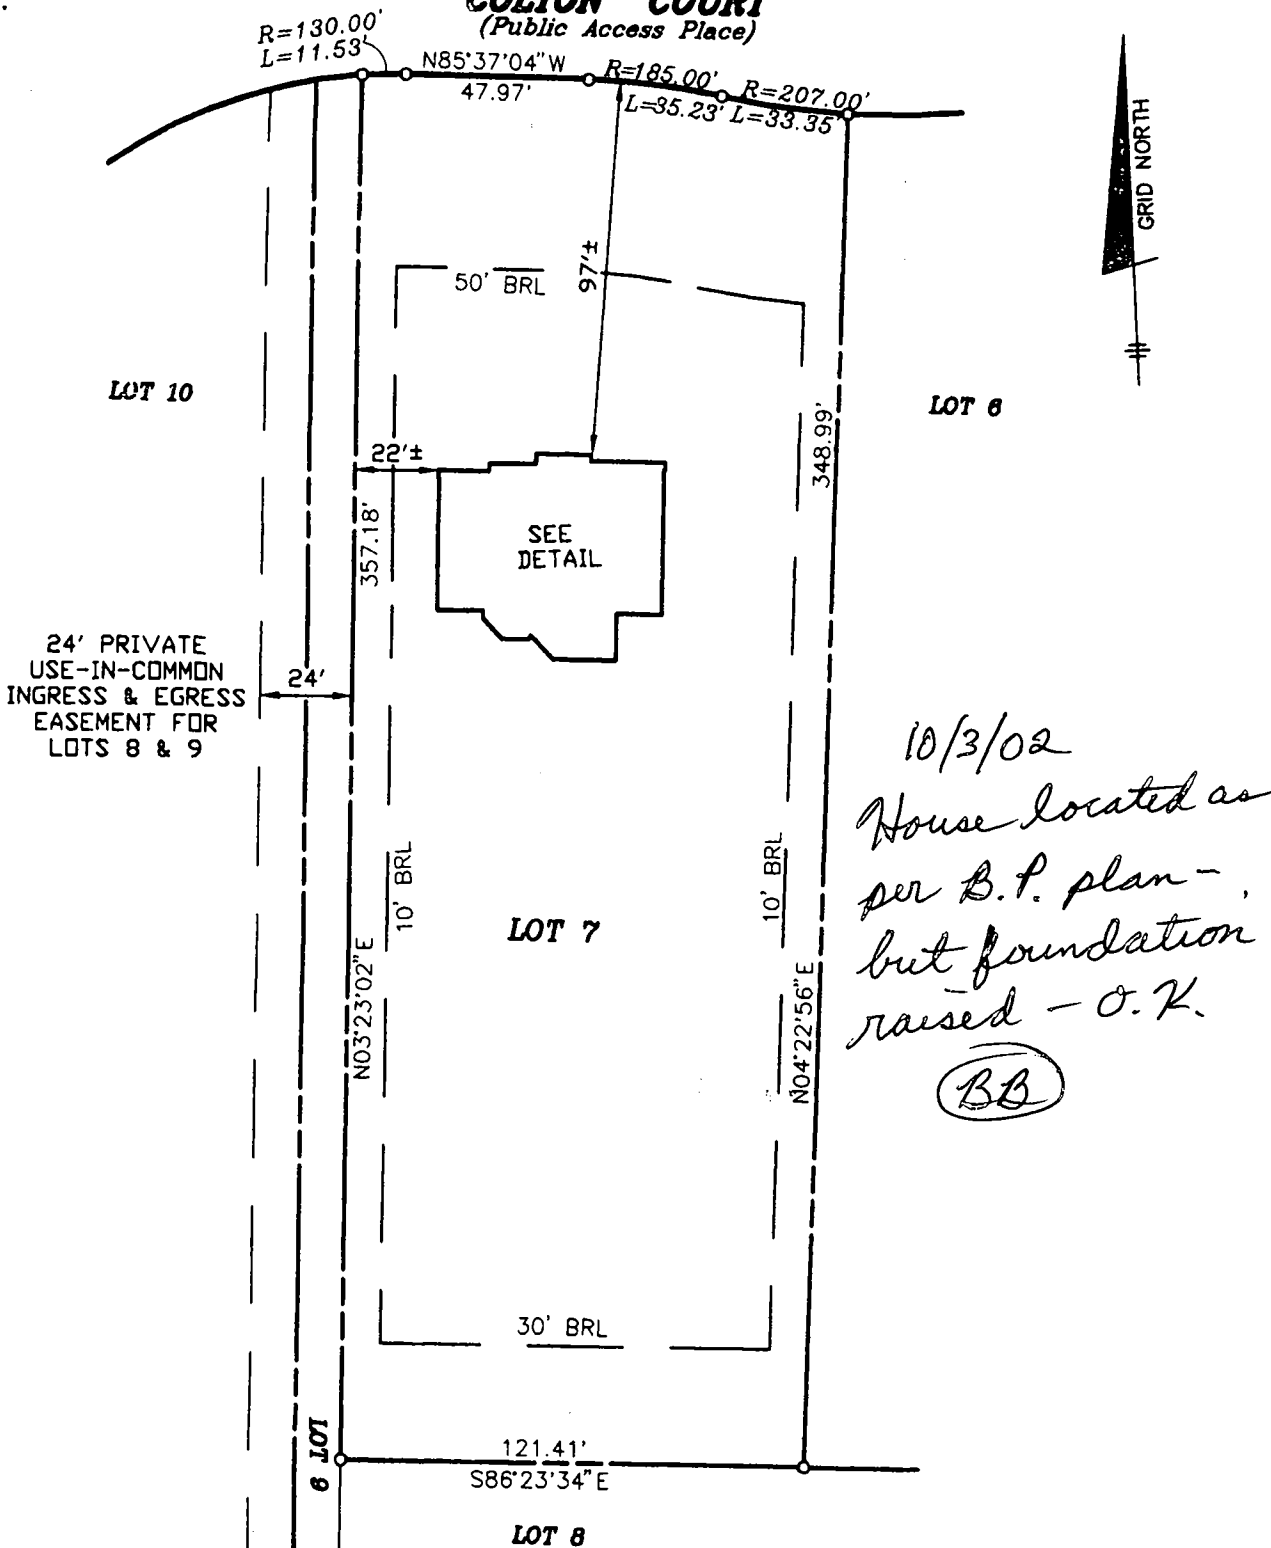 COLTON COURT
(Public Access Place)
R=130.00'
L=11.53'
N85°37'04"W
47.97'
R=185.00'
L=35.23'
R=207.00'
L=33.35'
GRID NORTH
50' BRL
97'±
LOT 10
LOT 6
348.99'
22'±
357.18'
SEE
DETAIL
24' PRIVATE
USE-IN-COMMON
INGRESS & EGRESS
EASEMENT FOR
LOTS 8 & 9
24'
10/3/02
House located as
per B.P. plan -
but foundation
raised - O.K.
BB
10' BRL
10' BRL
LOT 7
N03°23'02"E
N04°22'56"E
30' BRL
LOT 9
121.41'
S86°23'34"E
LOT 8